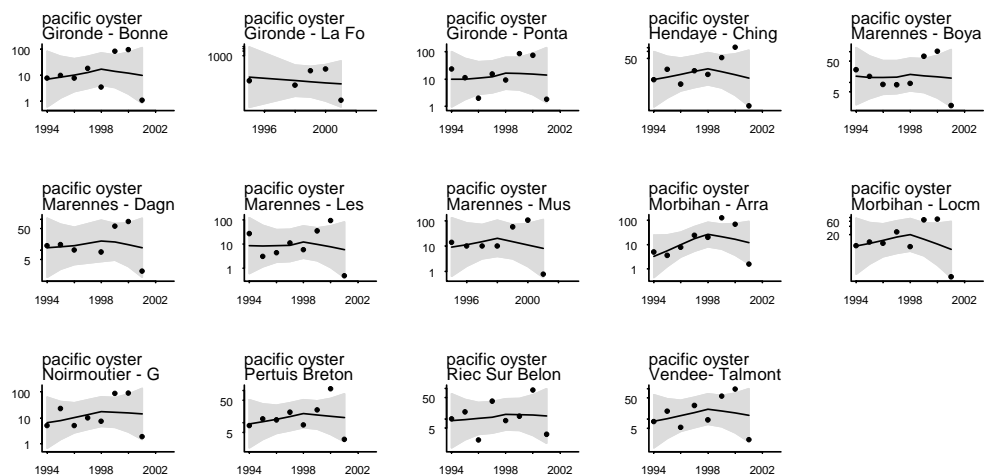 pacific oyster
Gironde - Bonne
100
10
1
1994
1998
2002
pacific oyster
Gironde - La Fo
1000
1996
2000
pacific oyster
Gironde - Ponta
100
10
1
1994
1998
2002
pacific oyster
Hendaye - Ching
50
1994
1998
2002
pacific oyster
Marennes - Boya
50
5
1994
1998
2002
pacific oyster
Marennes - Dagn
50
5
1994
1998
2002
pacific oyster
Marennes - Les
100
10
1
1994
1998
2002
pacific oyster
Marennes - Mus
100
10
1
1996
2000
pacific oyster
Morbihan - Arra
100
10
1
1994
1998
2002
pacific oyster
Morbihan - Locm
60
20
1994
1998
2002
pacific oyster
Noirmoutier - G
100
10
1
1994
1998
2002
pacific oyster
Pertuis Breton
50
5
1994
1998
2002
pacific oyster
Riec Sur Belon
50
5
1994
1998
2002
pacific oyster
Vendee- Talmont
50
5
1994
1998
2002